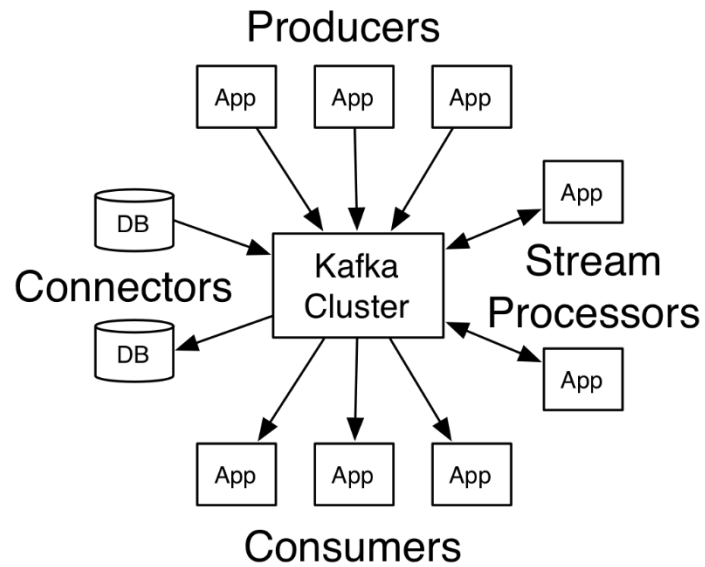 Producers
App
App
App
App
DB
Kafka
Cluster
Stream
Processors
Connectors
DB
App
App
App
App
Consumers